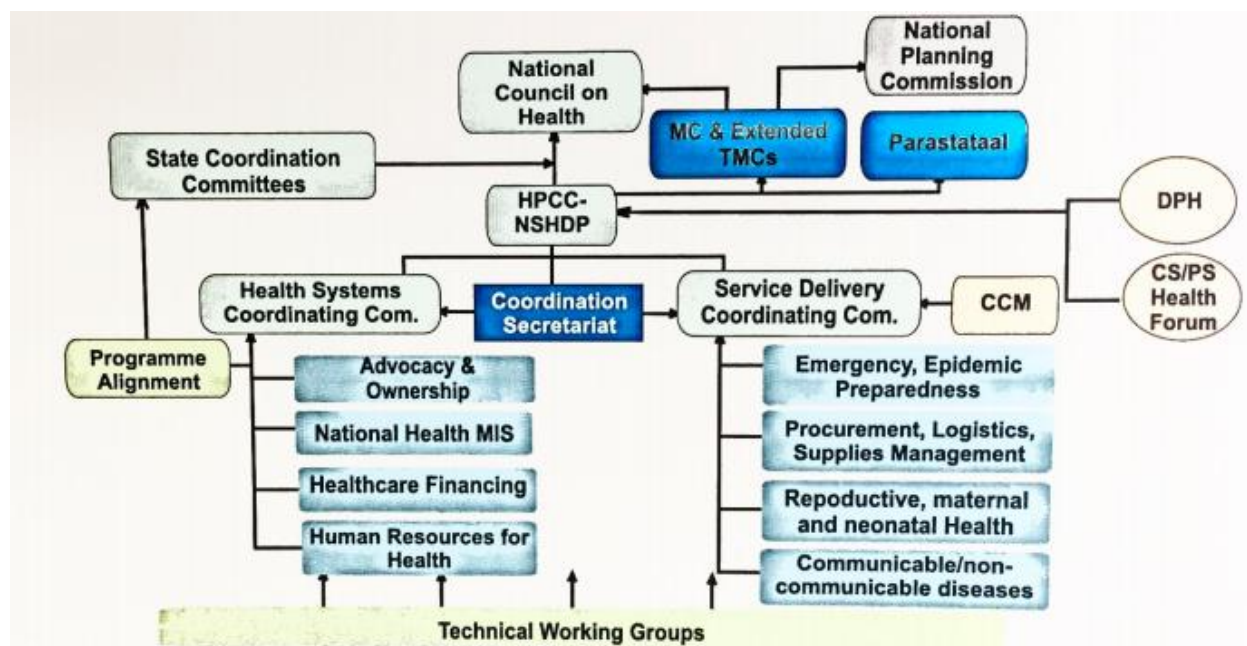 National
Planning
Commission
National
Council on
Health
MC & Extended
TMCs
Parastataal
State Coordination
Committees
HPCC-
NSHDP
DPH
CS/PS
Health
Forum
Health Systems
Coordinating Com.
Coordination
Secretariat
Service Delivery
Coordinating Com.
CCM
Programme
Alignment
Advocacy &
Ownership
National Health MIS
Healthcare Financing
Human Resources for
Health
Emergency, Epidemic
Preparedness
Procurement, Logistics,
Supplies Management
Repoductive, maternal
and neonatal Health
Communicable/non-
communicable diseases
Technical Working Groups